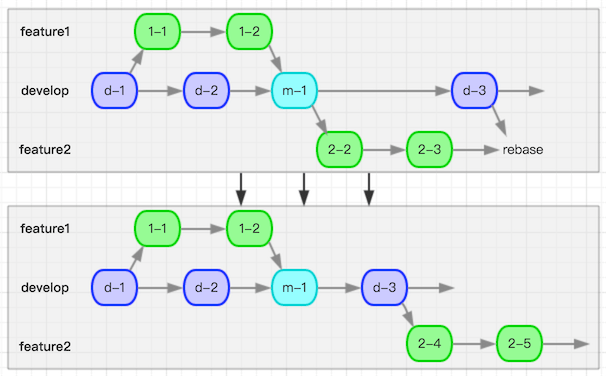 feature1 1-1 1-2
develop d-1 d-2 m-1 d-3
feature2 2-2 2-3 rebase
feature1 1-1 1-2
develop d-1 d-2 m-1 d-3
feature2 2-4 2-5